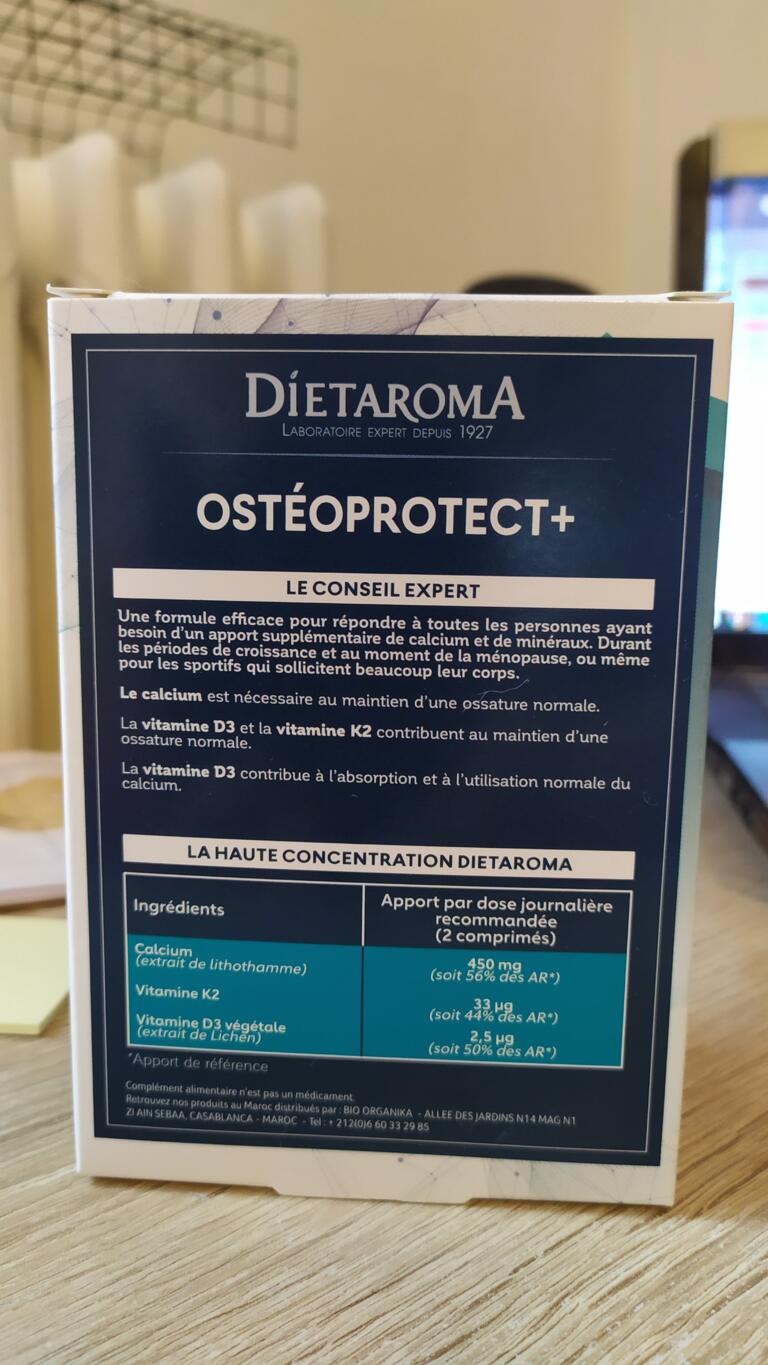 DIETAROMA
LABORATOIRE EXPERT DEPUIS 1927
OSTÉOPROTECT+
LE CONSEIL EXPERT
Une formule efficace pour répondre à toutes les personnes ayant
besoin d'un apport supplémentaire de calcium et de minéraux. Durant
les périodes de croissance et au moment de la ménopause, ou même
pour les sportifs qui sollicitent beaucoup leur corps.
Le calcium est nécessaire au maintien d'une ossature normale.
La vitamine D3 et la vitamine K2 contribuent au maintien d'une
ossature normale.
La vitamine D3 contribue à l'absorption et à l'utilisation normale du
calcium.
LA HAUTE CONCENTRATION DIETAROMA
Ingrédients
Apport par dose journalière
recommandée
(2 comprimés)
Calcium
(extrait de lithothamme)
450 mg
(soit 56% des AR*)
Vitamine K2
33 µg
(soit 44% des AR*)
Vitamine D3 végétale
(extrait de Lichen)
2,5 µg
(soit 50% des AR*)
*Apport de référence
Complément alimentaire n'est pas un médicament.
Retrouvez nos produits au Maroc distribués par : BIO ORGANIKA - ALLEE DES JARDINS N14 MAG N1
ZI AIN SEBAA, CASABLANCA - MAROC - Tel : + 212(0)6 60 33 29 85